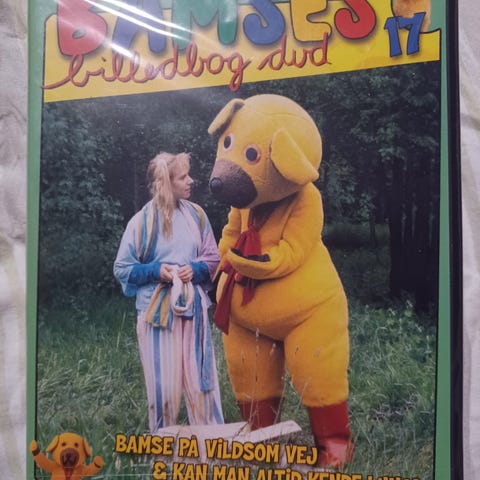 BAMSES
billedbog dvd
17
BAMSE PÅ VILDSOM VEJ
& KAN MAN ALTID KENDE